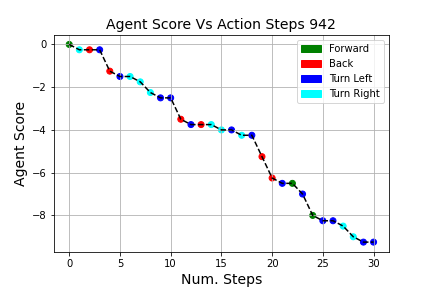 Agent Score Vs Action Steps 942
Forward
Back
Turn Left
Turn Right
Agent Score
0
−2
−4
−6
−8
0 5 10 15 20 25 30
Num. Steps